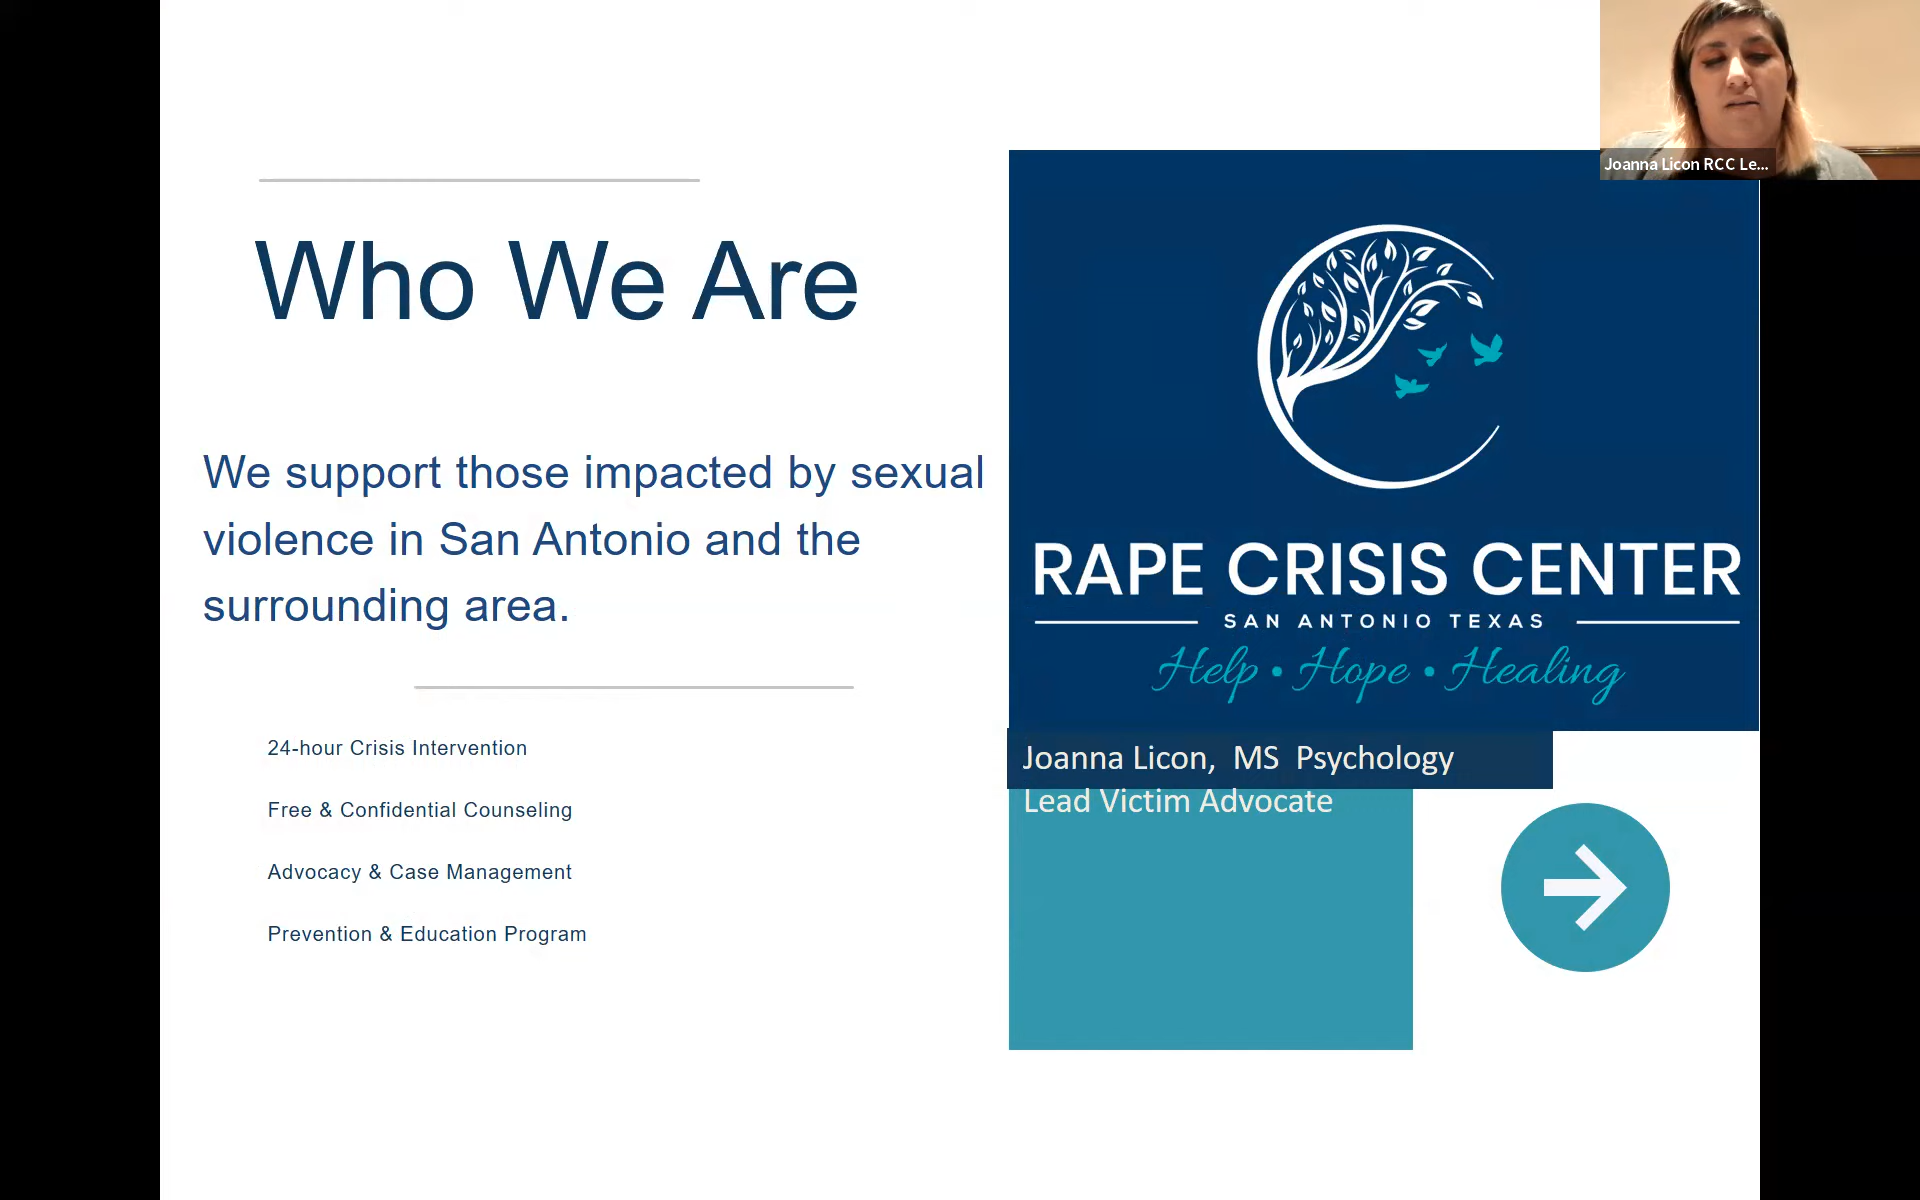 Who We Are
We support those impacted by sexual
violence in San Antonio and the
surrounding area.
24-hour Crisis Intervention
Free & Confidential Counseling
Advocacy & Case Management
Prevention & Education Program
RAPE CRISIS CENTER
SAN ANTONIO TEXAS
Help • Hope • Healing
Joanna Licon, MS Psychology
Lead Victim Advocate
Joanna Licon RCC Le...